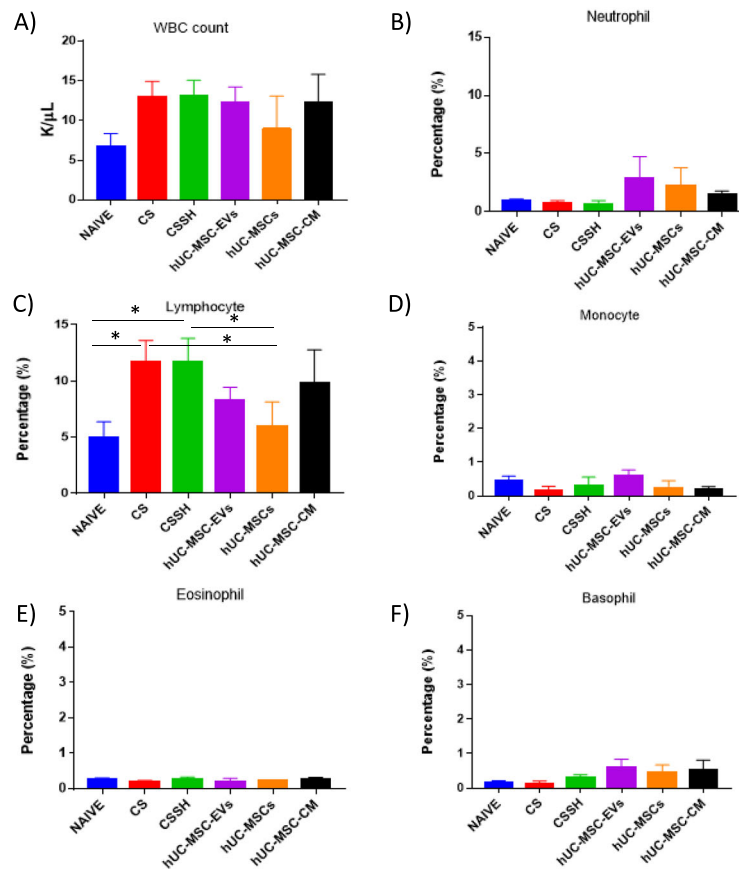 A)
WBC count
K/µL
20
15
10
5
0
NAIVE
CS
CSSH
hUC-MSC-EVs
hUC-MSCs
hUC-MSC-CM
B)
Neutrophil
Percentage (%)
15
10
5
0
NAIVE
CS
CSSH
hUC-MSC-EVs
hUC-MSCs
hUC-MSC-CM
C)
Lymphocyte
Percentage (%)
15
10
5
0
*
*
*
*
NAIVE
CS
CSSH
hUC-MSC-EVs
hUC-MSCs
hUC-MSC-CM
D)
Monocyte
Percentage (%)
5
4
3
2
1
0
NAIVE
CS
CSSH
hUC-MSC-EVs
hUC-MSCs
hUC-MSC-CM
E)
Eosinophil
Percentage (%)
5
4
3
2
1
0
NAIVE
CS
CSSH
hUC-MSC-EVs
hUC-MSCs
hUC-MSC-CM
F)
Basophil
Percentage (%)
5
4
3
2
1
0
NAIVE
CS
CSSH
hUC-MSC-EVs
hUC-MSCs
hUC-MSC-CM